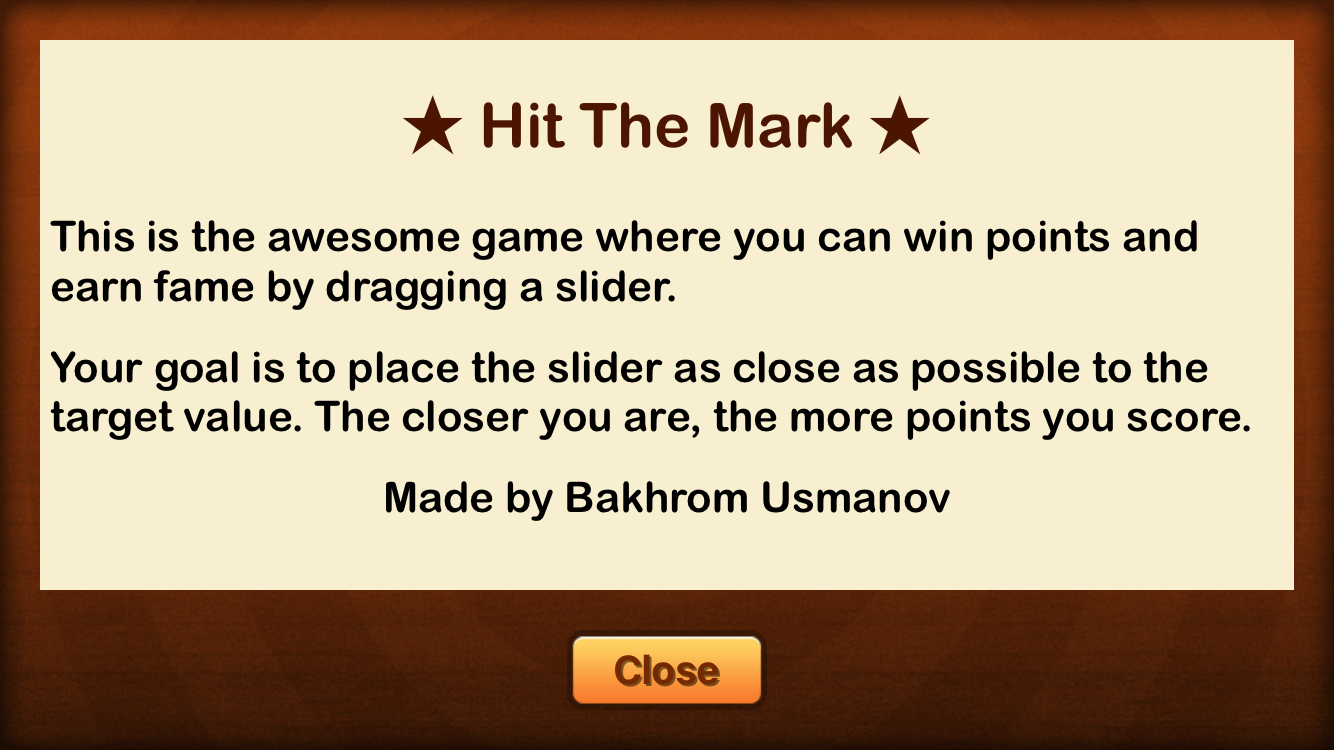 ★ Hit The Mark ★
This is the awesome game where you can win points and
earn fame by dragging a slider.
Your goal is to place the slider as close as possible to the
target value. The closer you are, the more points you score.
Made by Bakhrom Usmanov
Close